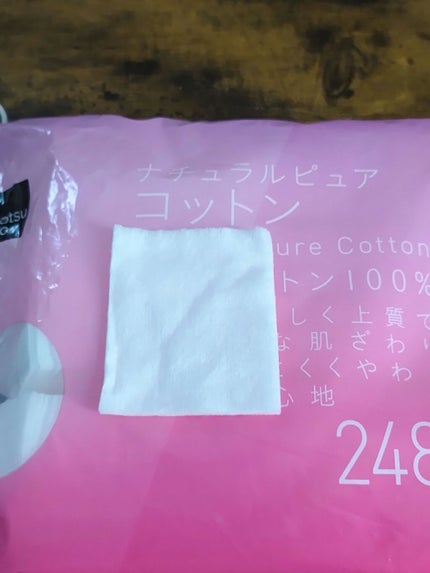 ナチュラルピュア
コットン
ure Cotton
トン100%
しく上質で
な肌ざわ
くくやわ
心地
248
otsu